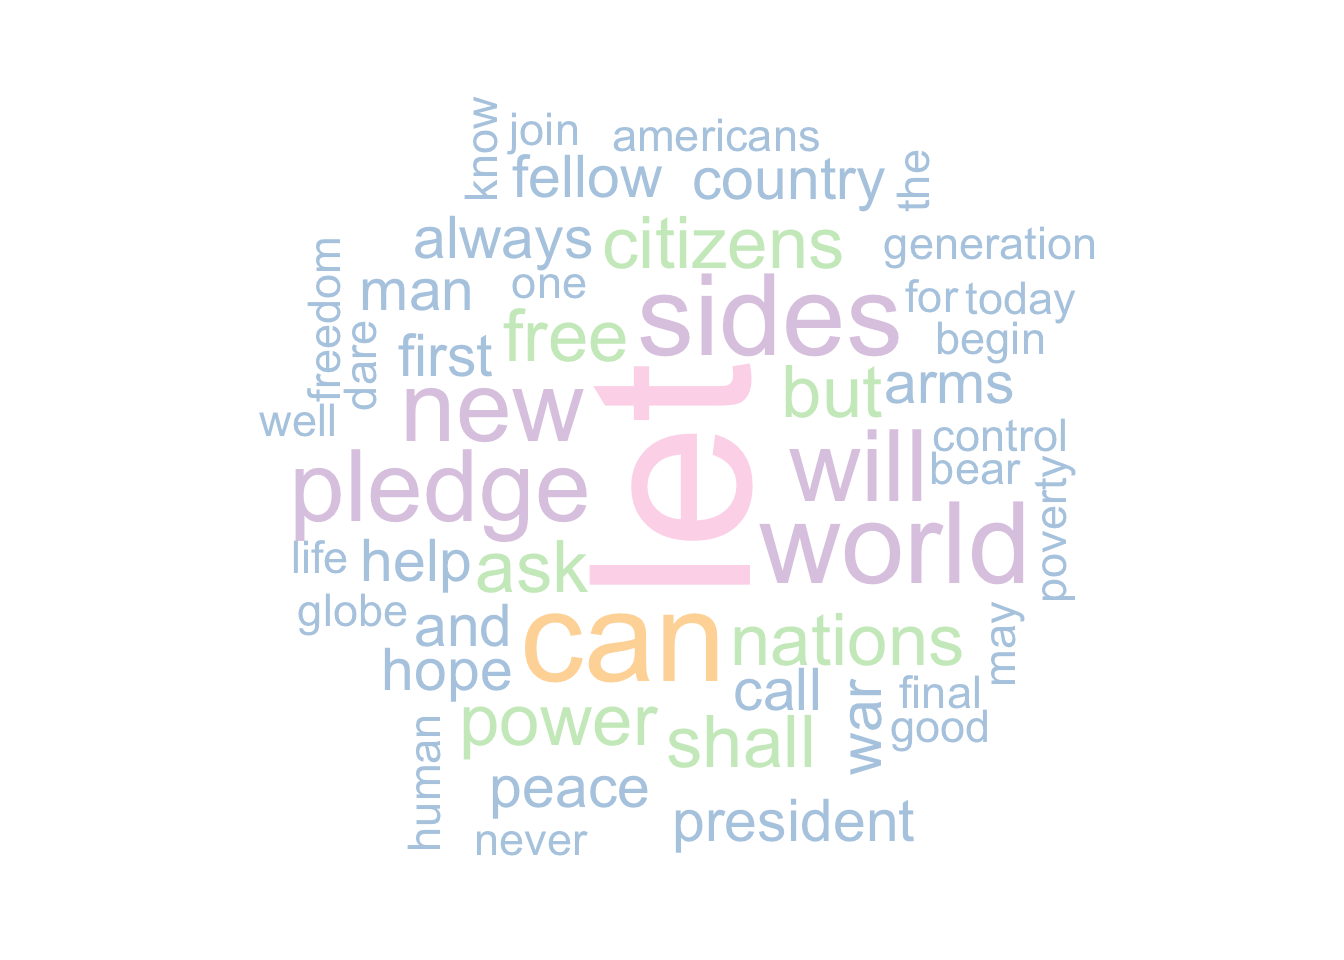 know
join
americans
fellow
country
the
always
citizens
generation
freedom
man
one
sides
for
today
dare
first
free
begin
well
new
let
but
arms
pledge
will
control
bear
world
poverty
life
help
ask
globe
and
can
nations
may
hope
call
war
final
power
shall
good
human
peace
president
never